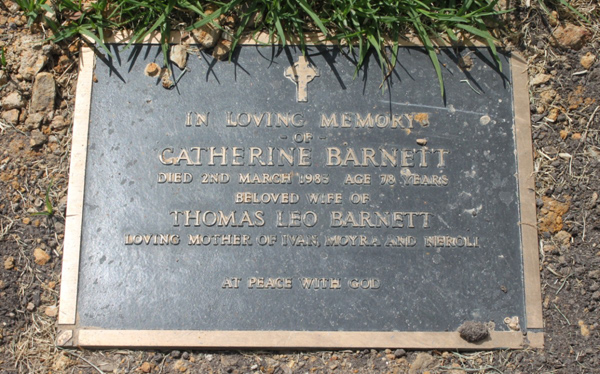 IN LOVING MEMORY
- OF -
CATHERINE BARNETT
DIED 2ND MARCH 1985 AGE 78 YEARS
BELOVED WIFE OF
THOMAS LEO BARNETT
LOVING MOTHER OF IVAN, MOYRA AND NEROLI
AT PEACE WITH GOD